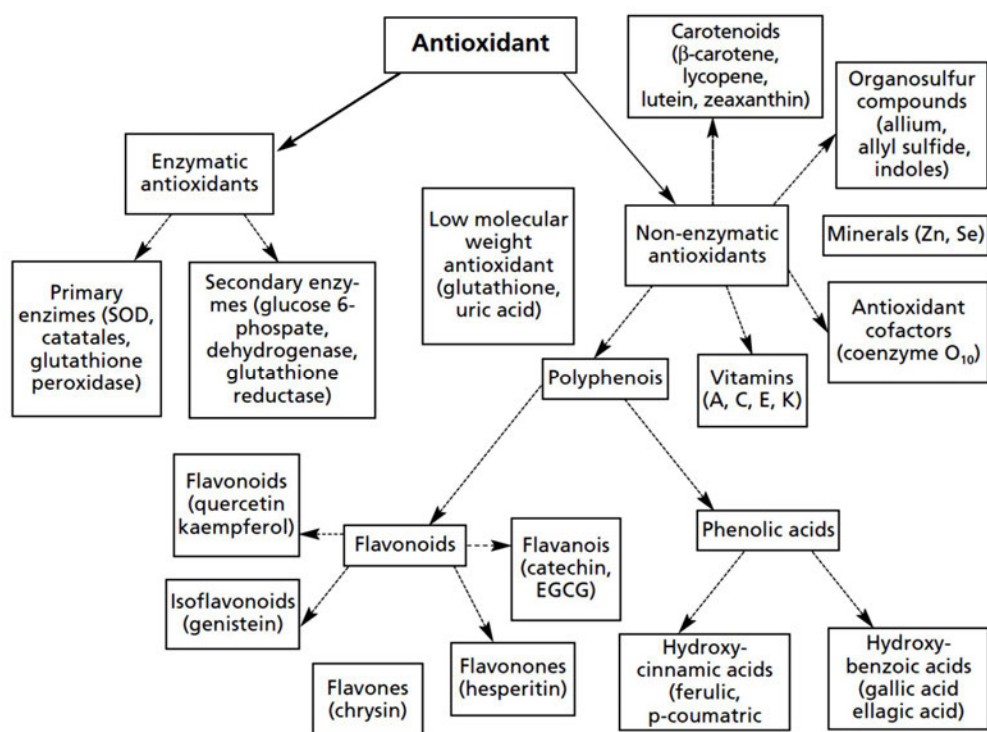 Antioxidant
Carotenoids
(β-carotene,
lycopene,
lutein, zeaxanthin)
Organosulfur
compounds
(allium,
allyl sulfide,
indoles)
Enzymatic
antioxidants
Low molecular
weight
antioxidant
(glutathione,
uric acid)
Non-enzymatic
antioxidants
Minerals (Zn, Se)
Primary
enzimes (SOD,
catatales,
glutathione
peroxidase)
Secondary enzy-
mes (glucose 6-
phospate,
dehydrogenase,
glutathione
reductase)
Antioxidant
cofactors
(coenzyme O₁₀)
Polyphenois
Vitamins
(A, C, E, K)
Flavonoids
(quercetin
kaempferol)
Flavonoids
Flavanois
(catechin,
EGCG)
Phenolic acids
Isoflavonoids
(genistein)
Flavones
(chrysin)
Flavonones
(hesperitin)
Hydroxy-
cinnamic acids
(ferulic,
p-coumatric
Hydroxy-
benzoic acids
(gallic acid
ellagic acid)